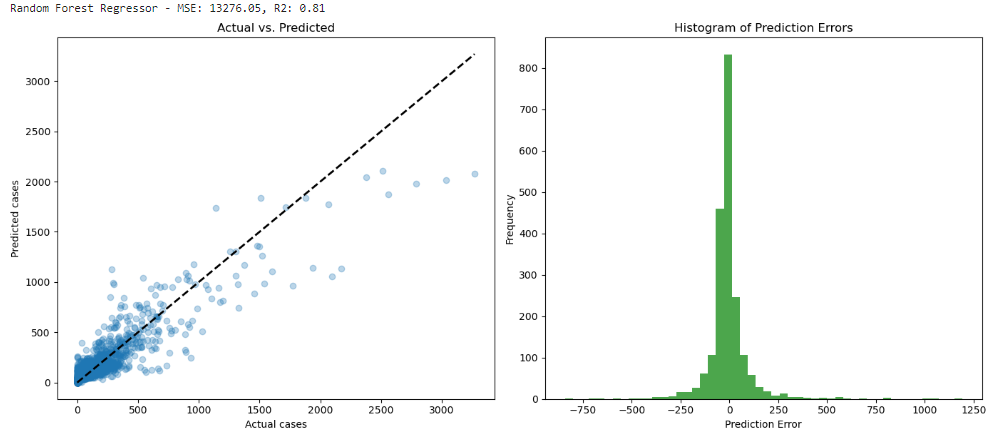 Random Forest Regressor - MSE: 13276.05, R2: 0.81
Actual vs. Predicted
3000
2500
2000
1500
1000
500
0
Predicted cases
0 500 1000 1500 2000 2500 3000
Actual cases
Histogram of Prediction Errors
800
700
600
500
400
300
200
100
0
Frequency
−750 −500 −250 0 250 500 750 1000 1250
Prediction Error